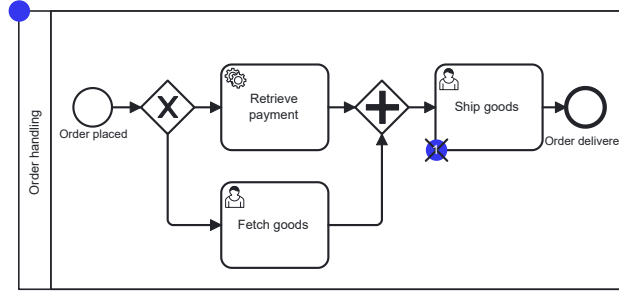 Order handling
Order placed
Retrieve
payment
Fetch goods
Ship goods
Order delivere